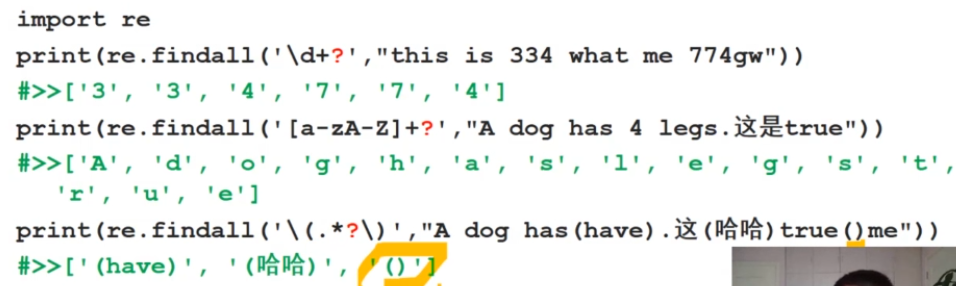 import re
print(re.findall('\d+?',"this is 334 what me 774gw"))
#>>['3', '3', '4', '7', '7', '4']
print(re.findall('[a-zA-Z]+?',"A dog has 4 legs.这是true"))
#>>['A', 'd', 'o', 'g', 'h', 'a', 's', 'l', 'e', 'g', 's', 't',
'r', 'u', 'e']
print(re.findall('\(.*?\)',"A dog has(have).这(哈哈)true()me"))
#>>['(have)', '(哈哈)', '()']